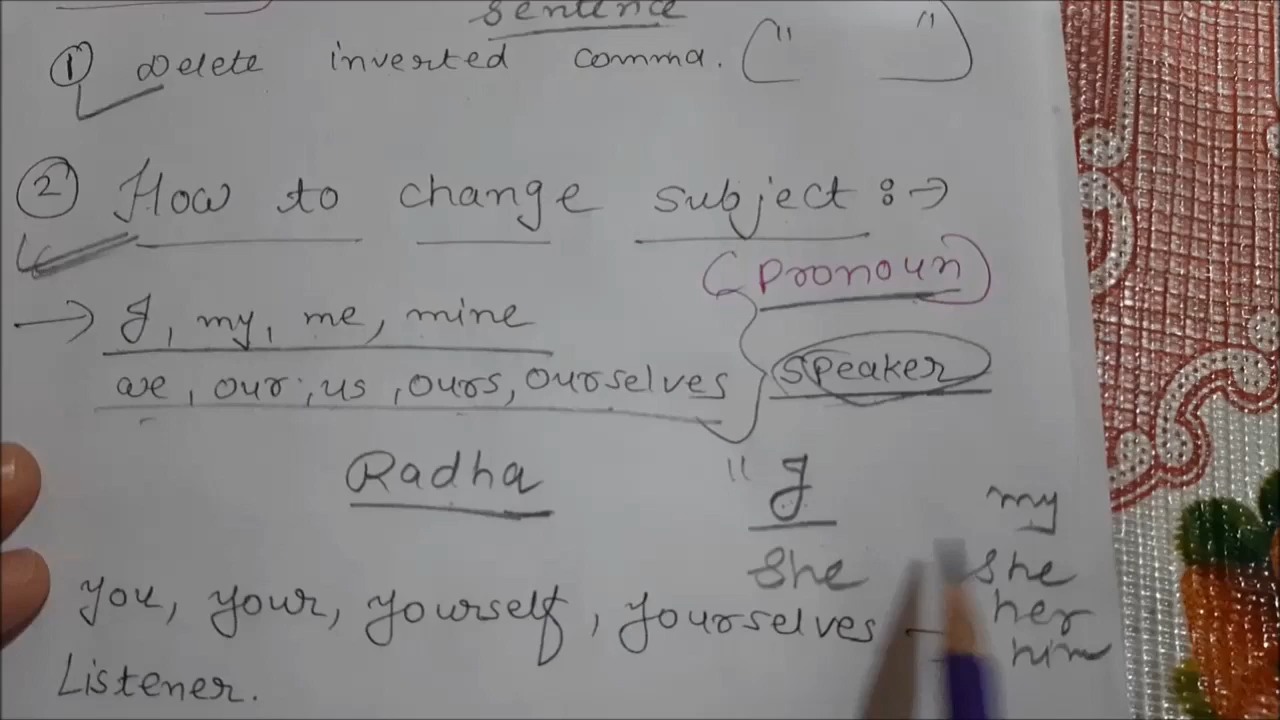 Sentence
① Delete inverted comma. (" ")
② How to change subject :→
(Pronoun)
→ I, my, me, mine
Speaker
we, our, us, ours, ourselves
Radha " I my
She She
her
you, your, yourself, yourselves →
him
Listener.